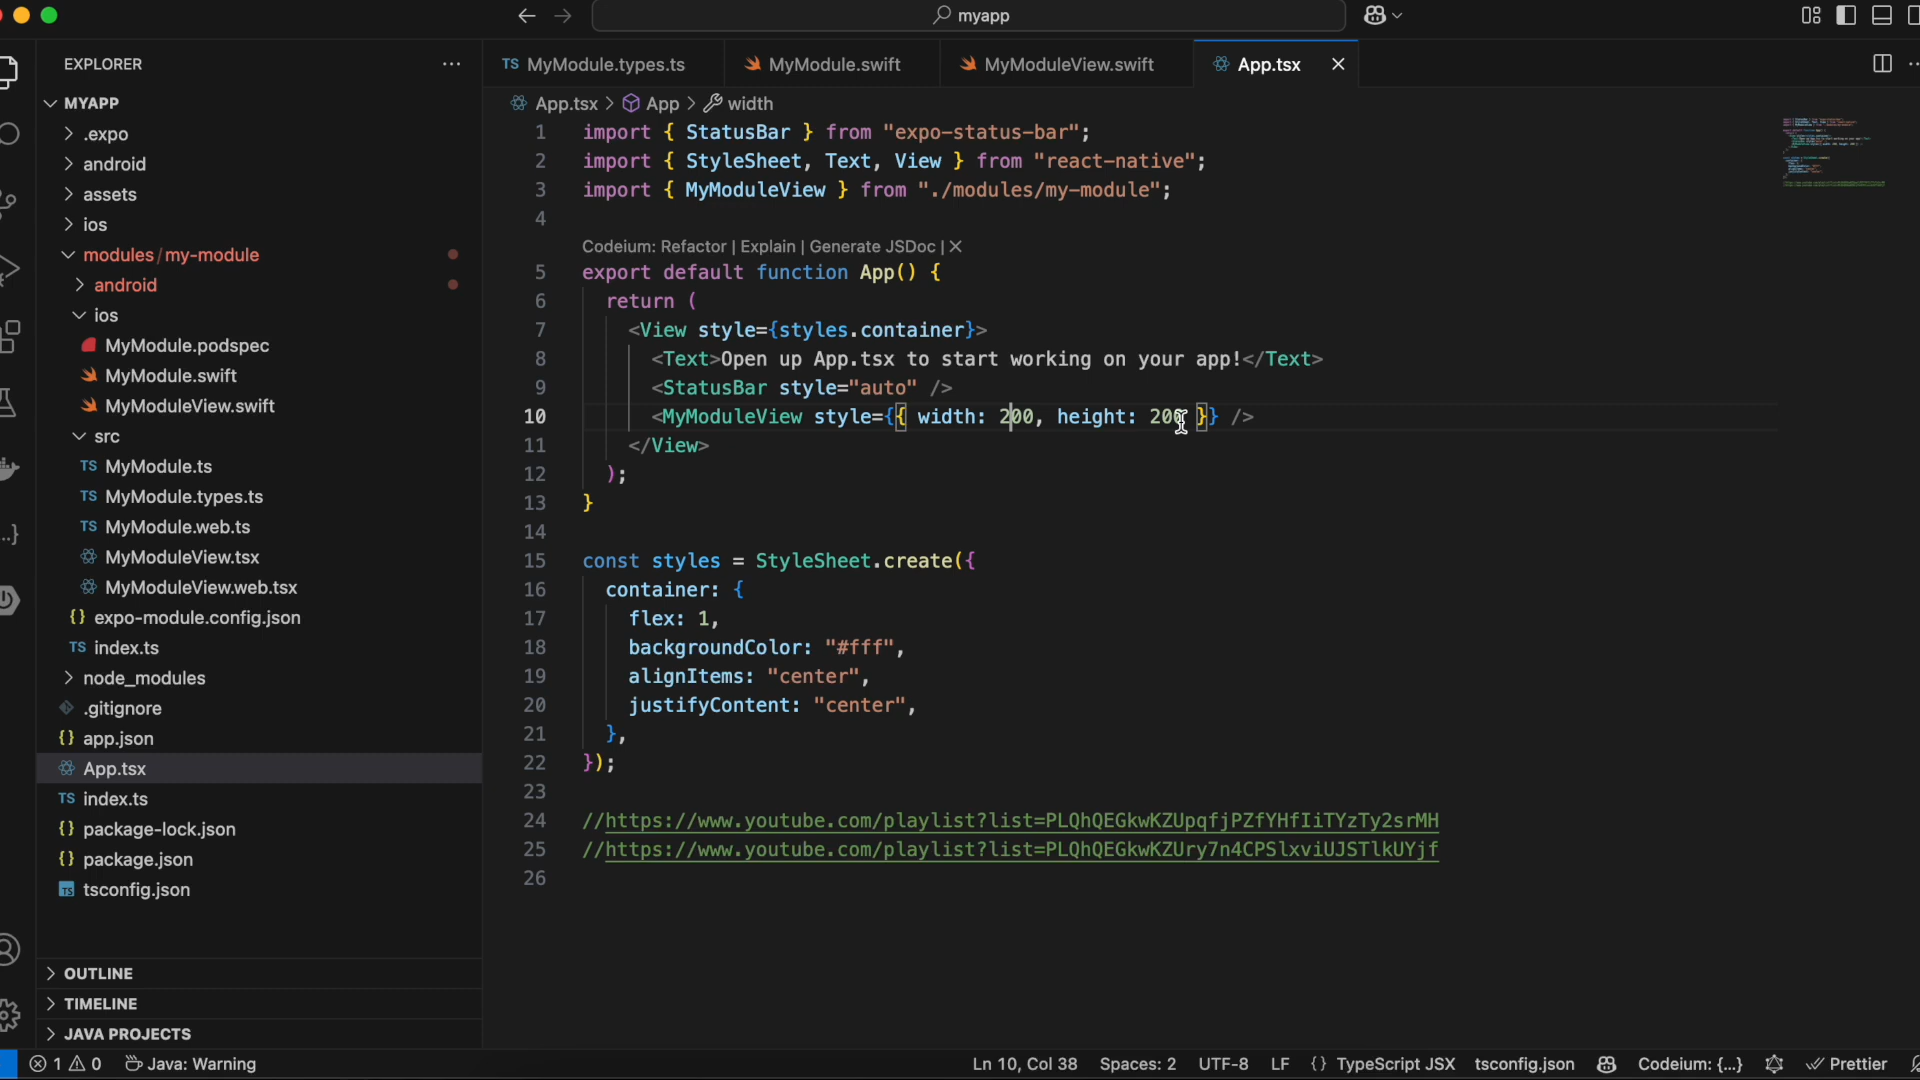 myapp
EXPLORER
MYAPP
.expo
android
assets
ios
modules/my-module
android
ios
MyModule.podspec
MyModule.swift
MyModuleView.swift
src
TS MyModule.ts
TS MyModule.types.ts
TS MyModule.web.ts
MyModuleView.tsx
MyModuleView.web.tsx
{} expo-module.config.json
TS index.ts
node_modules
.gitignore
{} app.json
App.tsx
TS index.ts
{} package-lock.json
{} package.json
TS tsconfig.json
OUTLINE
TIMELINE
JAVA PROJECTS
TS MyModule.types.ts
MyModule.swift
MyModuleView.swift
App.tsx
App.tsx > App > width
1 import { StatusBar } from "expo-status-bar";
2 import { StyleSheet, Text, View } from "react-native";
3 import { MyModuleView } from "./modules/my-module";
4
Codeium: Refactor | Explain | Generate JSDoc | X
5 export default function App() {
6 return (
7 <View style={styles.container}>
8 <Text>Open up App.tsx to start working on your app!</Text>
9 <StatusBar style="auto" />
10 <MyModuleView style={{ width: 200, height: 200 }} />
11 </View>
12 );
13 }
14
15 const styles = StyleSheet.create({
16 container: {
17 flex: 1,
18 backgroundColor: "#fff",
19 alignItems: "center",
20 justifyContent: "center",
21 },
22 });
23
24 //https://www.youtube.com/playlist?list=PLQhQEGkwKZUpqfjPZfYHfIiTYzTy2srMH
25 //https://www.youtube.com/playlist?list=PLQhQEGkwKZUry7n4CPSlxviUJSTlkUYjf
26
1 0 Java: Warning
Ln 10, Col 38 Spaces: 2 UTF-8 LF {} TypeScript JSX tsconfig.json Codeium: {...} Prettier